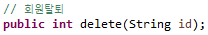 // 회원탈퇴
public int delete(String id);